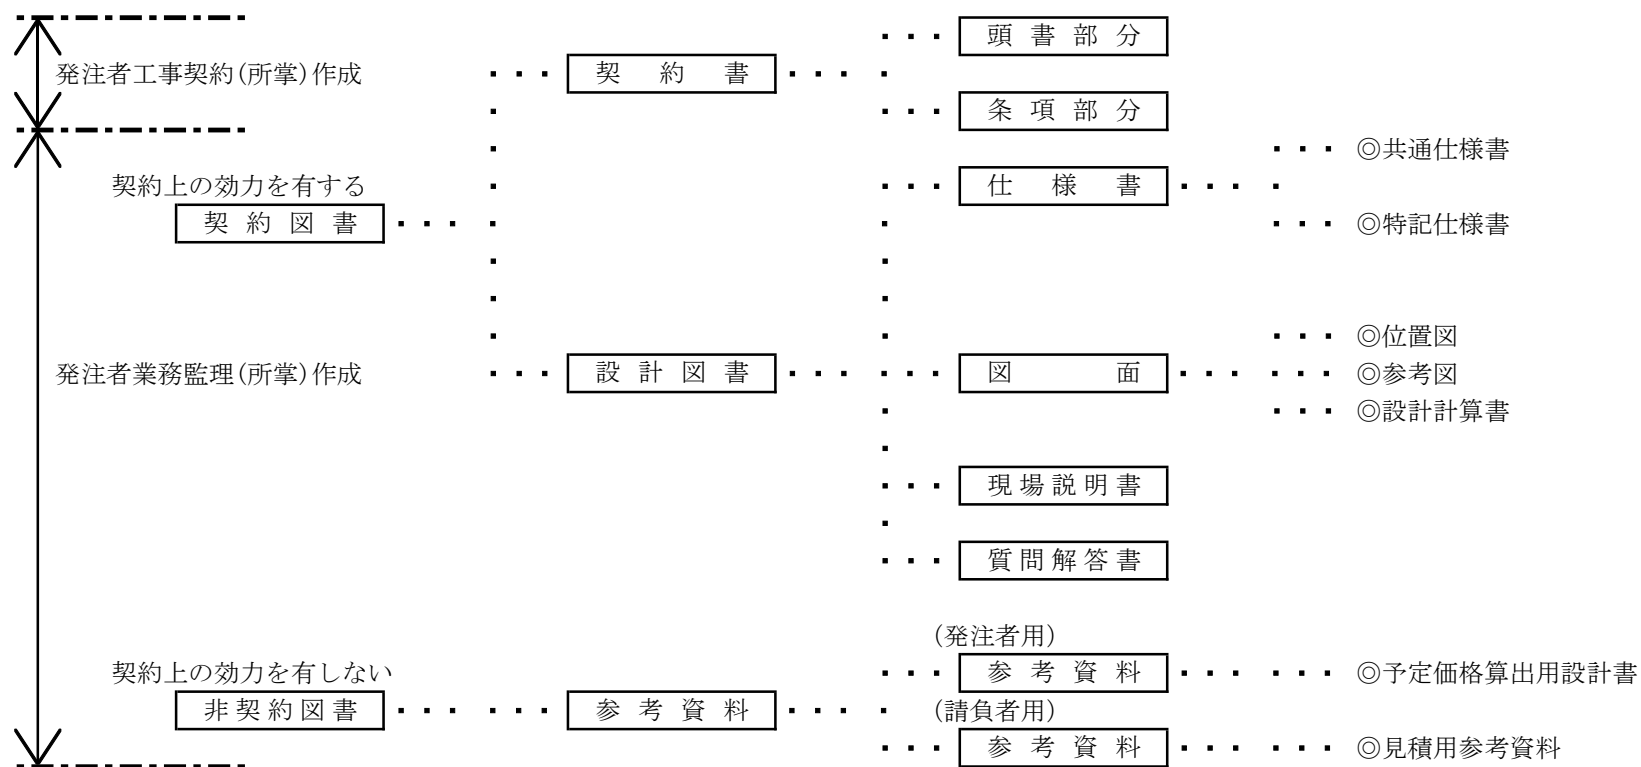 頭書部分
発注者工事契約(所掌)作成
契約書
条項部分
◎共通仕様書
契約上の効力を有する
仕様書
契約図書
◎特記仕様書
◎位置図
発注者業務監理(所掌)作成
設計図書
図面
◎参考図
◎設計計算書
現場説明書
質問解答書
(発注者用)
契約上の効力を有しない
参考資料
◎予定価格算出用設計書
非契約図書
参考資料
(請負者用)
参考資料
◎見積用参考資料